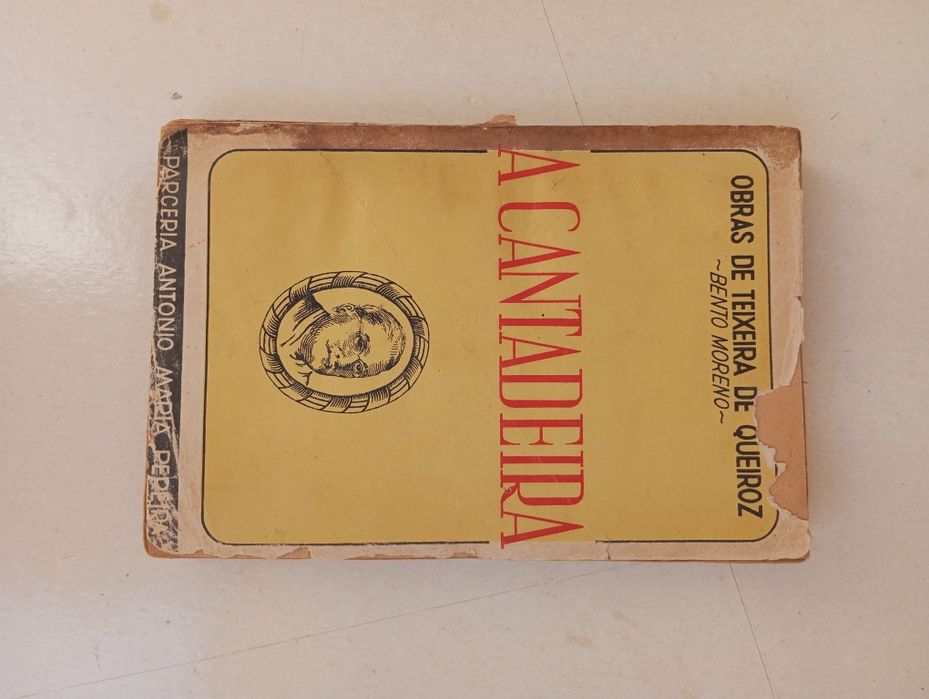 OBRAS DE TEIXEIRA DE QUEIROZ
~BENTO MORENO~
A CANTADEIRA
PARCERIA ANTONIO MARIA PEREIRA